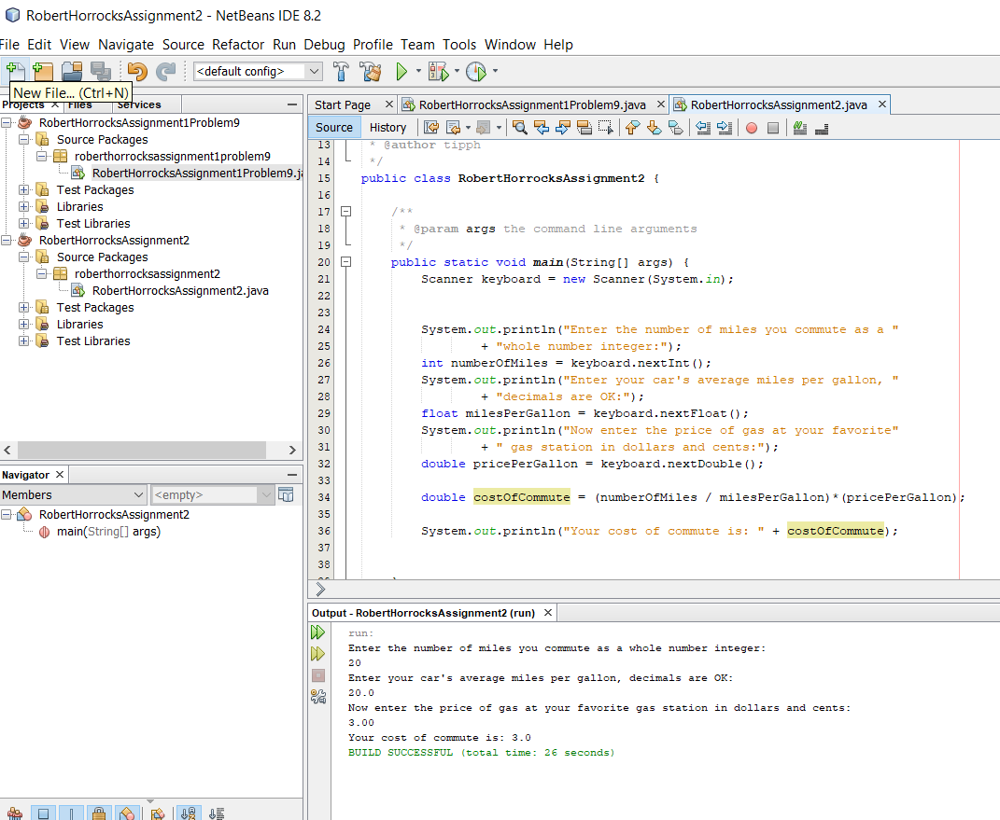 RobertHorrocksAssignment2 - NetBeans IDE 8.2
File Edit View Navigate Source Refactor Run Debug Profile Team Tools Window Help
<default config>
New File... (Ctrl+N)
Projects Files Services
RobertHorrocksAssignment1Problem9
Source Packages
roberthorrocksassignment1problem9
RobertHorrocksAssignment1Problem9.ja
Test Packages
Libraries
Test Libraries
RobertHorrocksAssignment2
Source Packages
roberthorrocksassignment2
RobertHorrocksAssignment2.java
Test Packages
Libraries
Test Libraries
Navigator
Members <empty>
RobertHorrocksAssignment2
main(String[] args)
Start Page RobertHorrocksAssignment1Problem9.java RobertHorrocksAssignment2.java
Source History
13 * @author tipph
14 */
15 public class RobertHorrocksAssignment2 {
16
17 /**
18 * @param args the command line arguments
19 */
20 public static void main(String[] args) {
21 Scanner keyboard = new Scanner(System.in);
22
23
24 System.out.println("Enter the number of miles you commute as a "
25 + "whole number integer:");
26 int numberOfMiles = keyboard.nextInt();
27 System.out.println("Enter your car's average miles per gallon, "
28 + "decimals are OK:");
29 float milesPerGallon = keyboard.nextFloat();
30 System.out.println("Now enter the price of gas at your favorite"
31 + " gas station in dollars and cents:");
32 double pricePerGallon = keyboard.nextDouble();
33
34 double costOfCommute = (numberOfMiles / milesPerGallon)*(pricePerGallon);
35
36 System.out.println("Your cost of commute is: " + costOfCommute);
37
38
Output - RobertHorrocksAssignment2 (run)
run:
Enter the number of miles you commute as a whole number integer:
20
Enter your car's average miles per gallon, decimals are OK:
20.0
Now enter the price of gas at your favorite gas station in dollars and cents:
3.00
Your cost of commute is: 3.0
BUILD SUCCESSFUL (total time: 26 seconds)